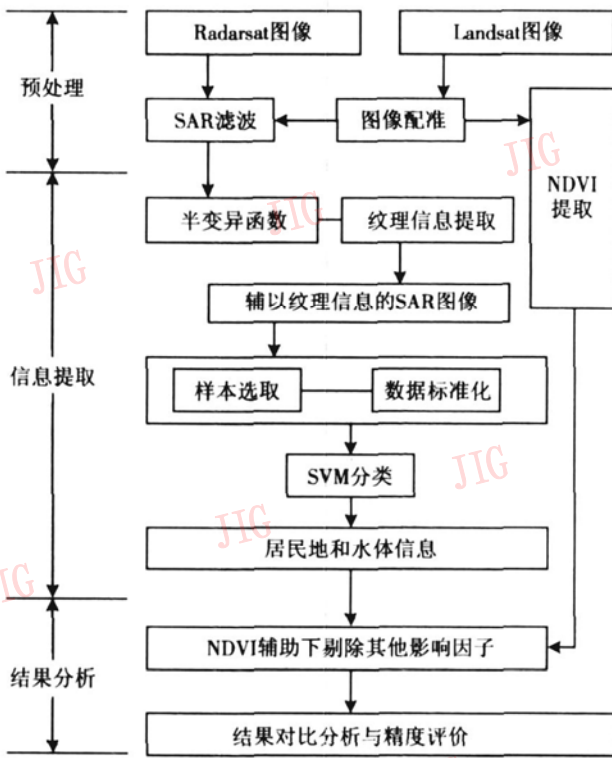 Radarsat图像
Landsat图像
预处理
SAR滤波
图像配准
NDVI
提取
JIG
半变异函数
JIG
纹理信息提取
JIG
辅以纹理信息的SAR图像
信息提取
样本选取
数据标准化
SVM分类
JIG
JIG
居民地和水体信息
JIG
NDVI辅助下剔除其他影响因子
结果分析
结果对比分析与精度评价